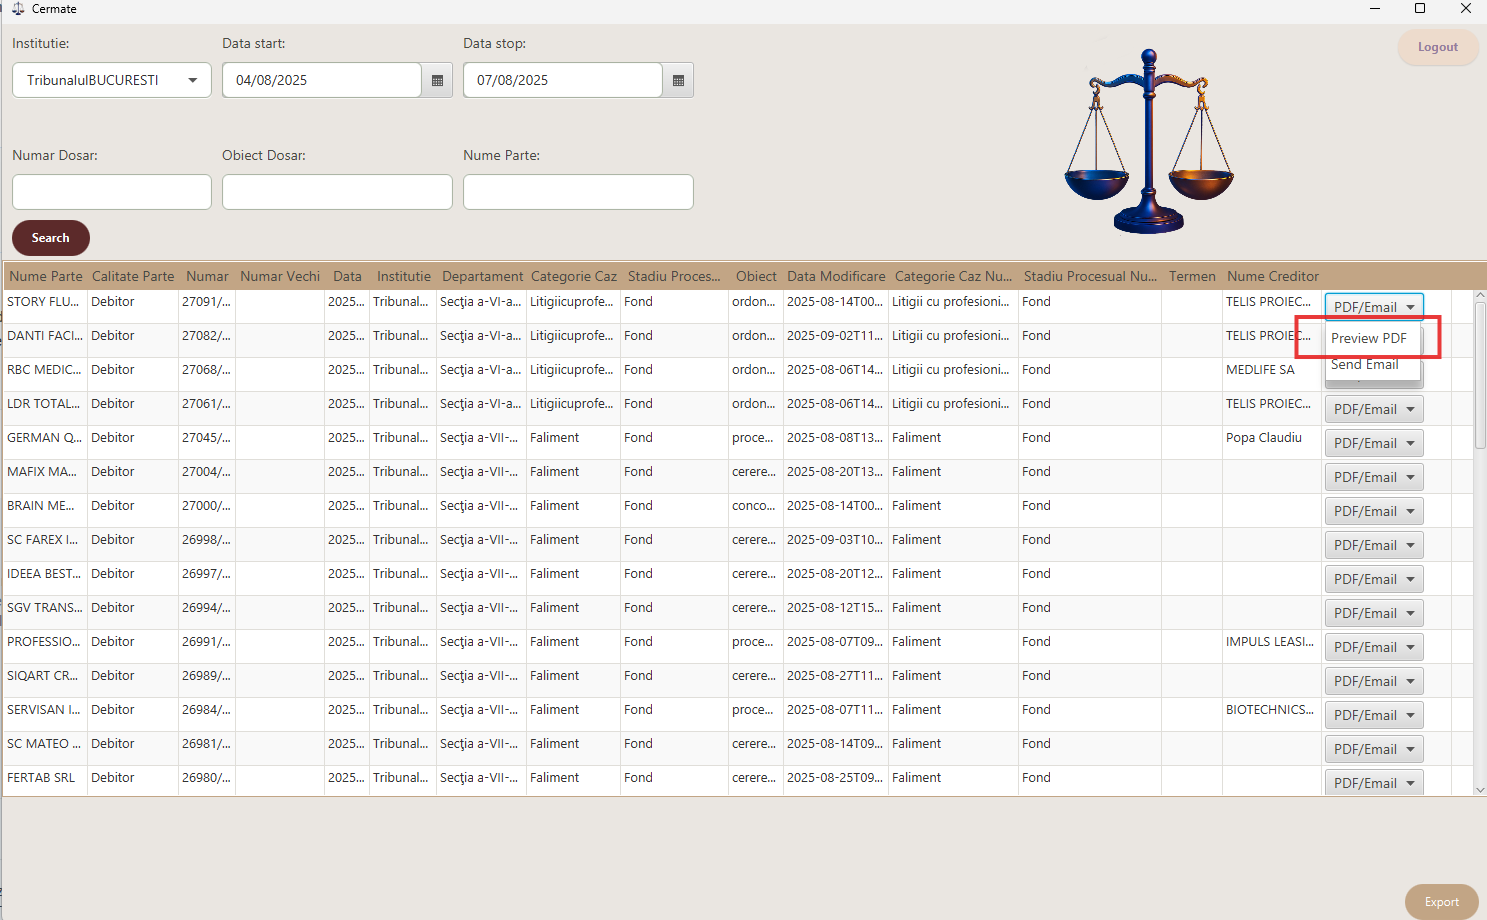 Cermate
Institutie: Data start: Data stop:
Logout
TribunalulBUCURESTI 04/08/2025 07/08/2025
Numar Dosar: Obiect Dosar: Nume Parte:
Search
Nume Parte Calitate Parte Numar Numar Vechi Data Institutie Departament Categorie Caz Stadiu Proces... Obiect Data Modificare Categorie Caz Nu... Stadiu Procesual Nu... Termen Nume Creditor
STORY FLU... Debitor 27091/... 2025... Tribunal... Secţia a-VI-a... Litigiicuprofe... Fond ordon... 2025-08-14T00... Litigii cu profesioni... Fond TELIS PROIEC... PDF/Email
DANTI FACI... Debitor 27082/... 2025... Tribunal... Secţia a-VI-a... Litigiicuprofe... Fond ordon... 2025-09-02T11... Litigii cu profesioni... Fond TELIS PROIEC... Preview PDF
RBC MEDIC... Debitor 27068/... 2025... Tribunal... Secţia a-VI-a... Litigiicuprofe... Fond ordon... 2025-08-06T14... Litigii cu profesioni... Fond MEDLIFE SA Send Email
LDR TOTAL... Debitor 27061/... 2025... Tribunal... Secţia a-VI-a... Litigiicuprofe... Fond ordon... 2025-08-06T14... Litigii cu profesioni... Fond TELIS PROIEC... PDF/Email
GERMAN Q... Debitor 27045/... 2025... Tribunal... Secţia a-VII-... Faliment Fond proce... 2025-08-08T13... Faliment Fond Popa Claudiu PDF/Email
MAFIX MA... Debitor 27004/... 2025... Tribunal... Secţia a-VII-... Faliment Fond cerere... 2025-08-20T13... Faliment Fond PDF/Email
BRAIN ME... Debitor 27000/... 2025... Tribunal... Secţia a-VII-... Faliment Fond conco... 2025-08-14T00... Faliment Fond PDF/Email
SC FAREX I... Debitor 26998/... 2025... Tribunal... Secţia a-VII-... Faliment Fond cerere... 2025-09-03T10... Faliment Fond PDF/Email
IDEEA BEST... Debitor 26997/... 2025... Tribunal... Secţia a-VII-... Faliment Fond cerere... 2025-08-20T12... Faliment Fond PDF/Email
SGV TRANS... Debitor 26994/... 2025... Tribunal... Secţia a-VII-... Faliment Fond cerere... 2025-08-12T15... Faliment Fond PDF/Email
PROFESSIO... Debitor 26991/... 2025... Tribunal... Secţia a-VII-... Faliment Fond proce... 2025-08-07T09... Faliment Fond IMPULS LEASI... PDF/Email
SIQART CR... Debitor 26989/... 2025... Tribunal... Secţia a-VII-... Faliment Fond cerere... 2025-08-27T11... Faliment Fond PDF/Email
SERVISAN I... Debitor 26984/... 2025... Tribunal... Secţia a-VII-... Faliment Fond proce... 2025-08-07T11... Faliment Fond BIOTECHNICS... PDF/Email
SC MATEO ... Debitor 26981/... 2025... Tribunal... Secţia a-VII-... Faliment Fond cerere... 2025-08-14T09... Faliment Fond PDF/Email
FERTAB SRL Debitor 26980/... 2025... Tribunal... Secţia a-VII-... Faliment Fond cerere... 2025-08-25T09... Faliment Fond PDF/Email
Export